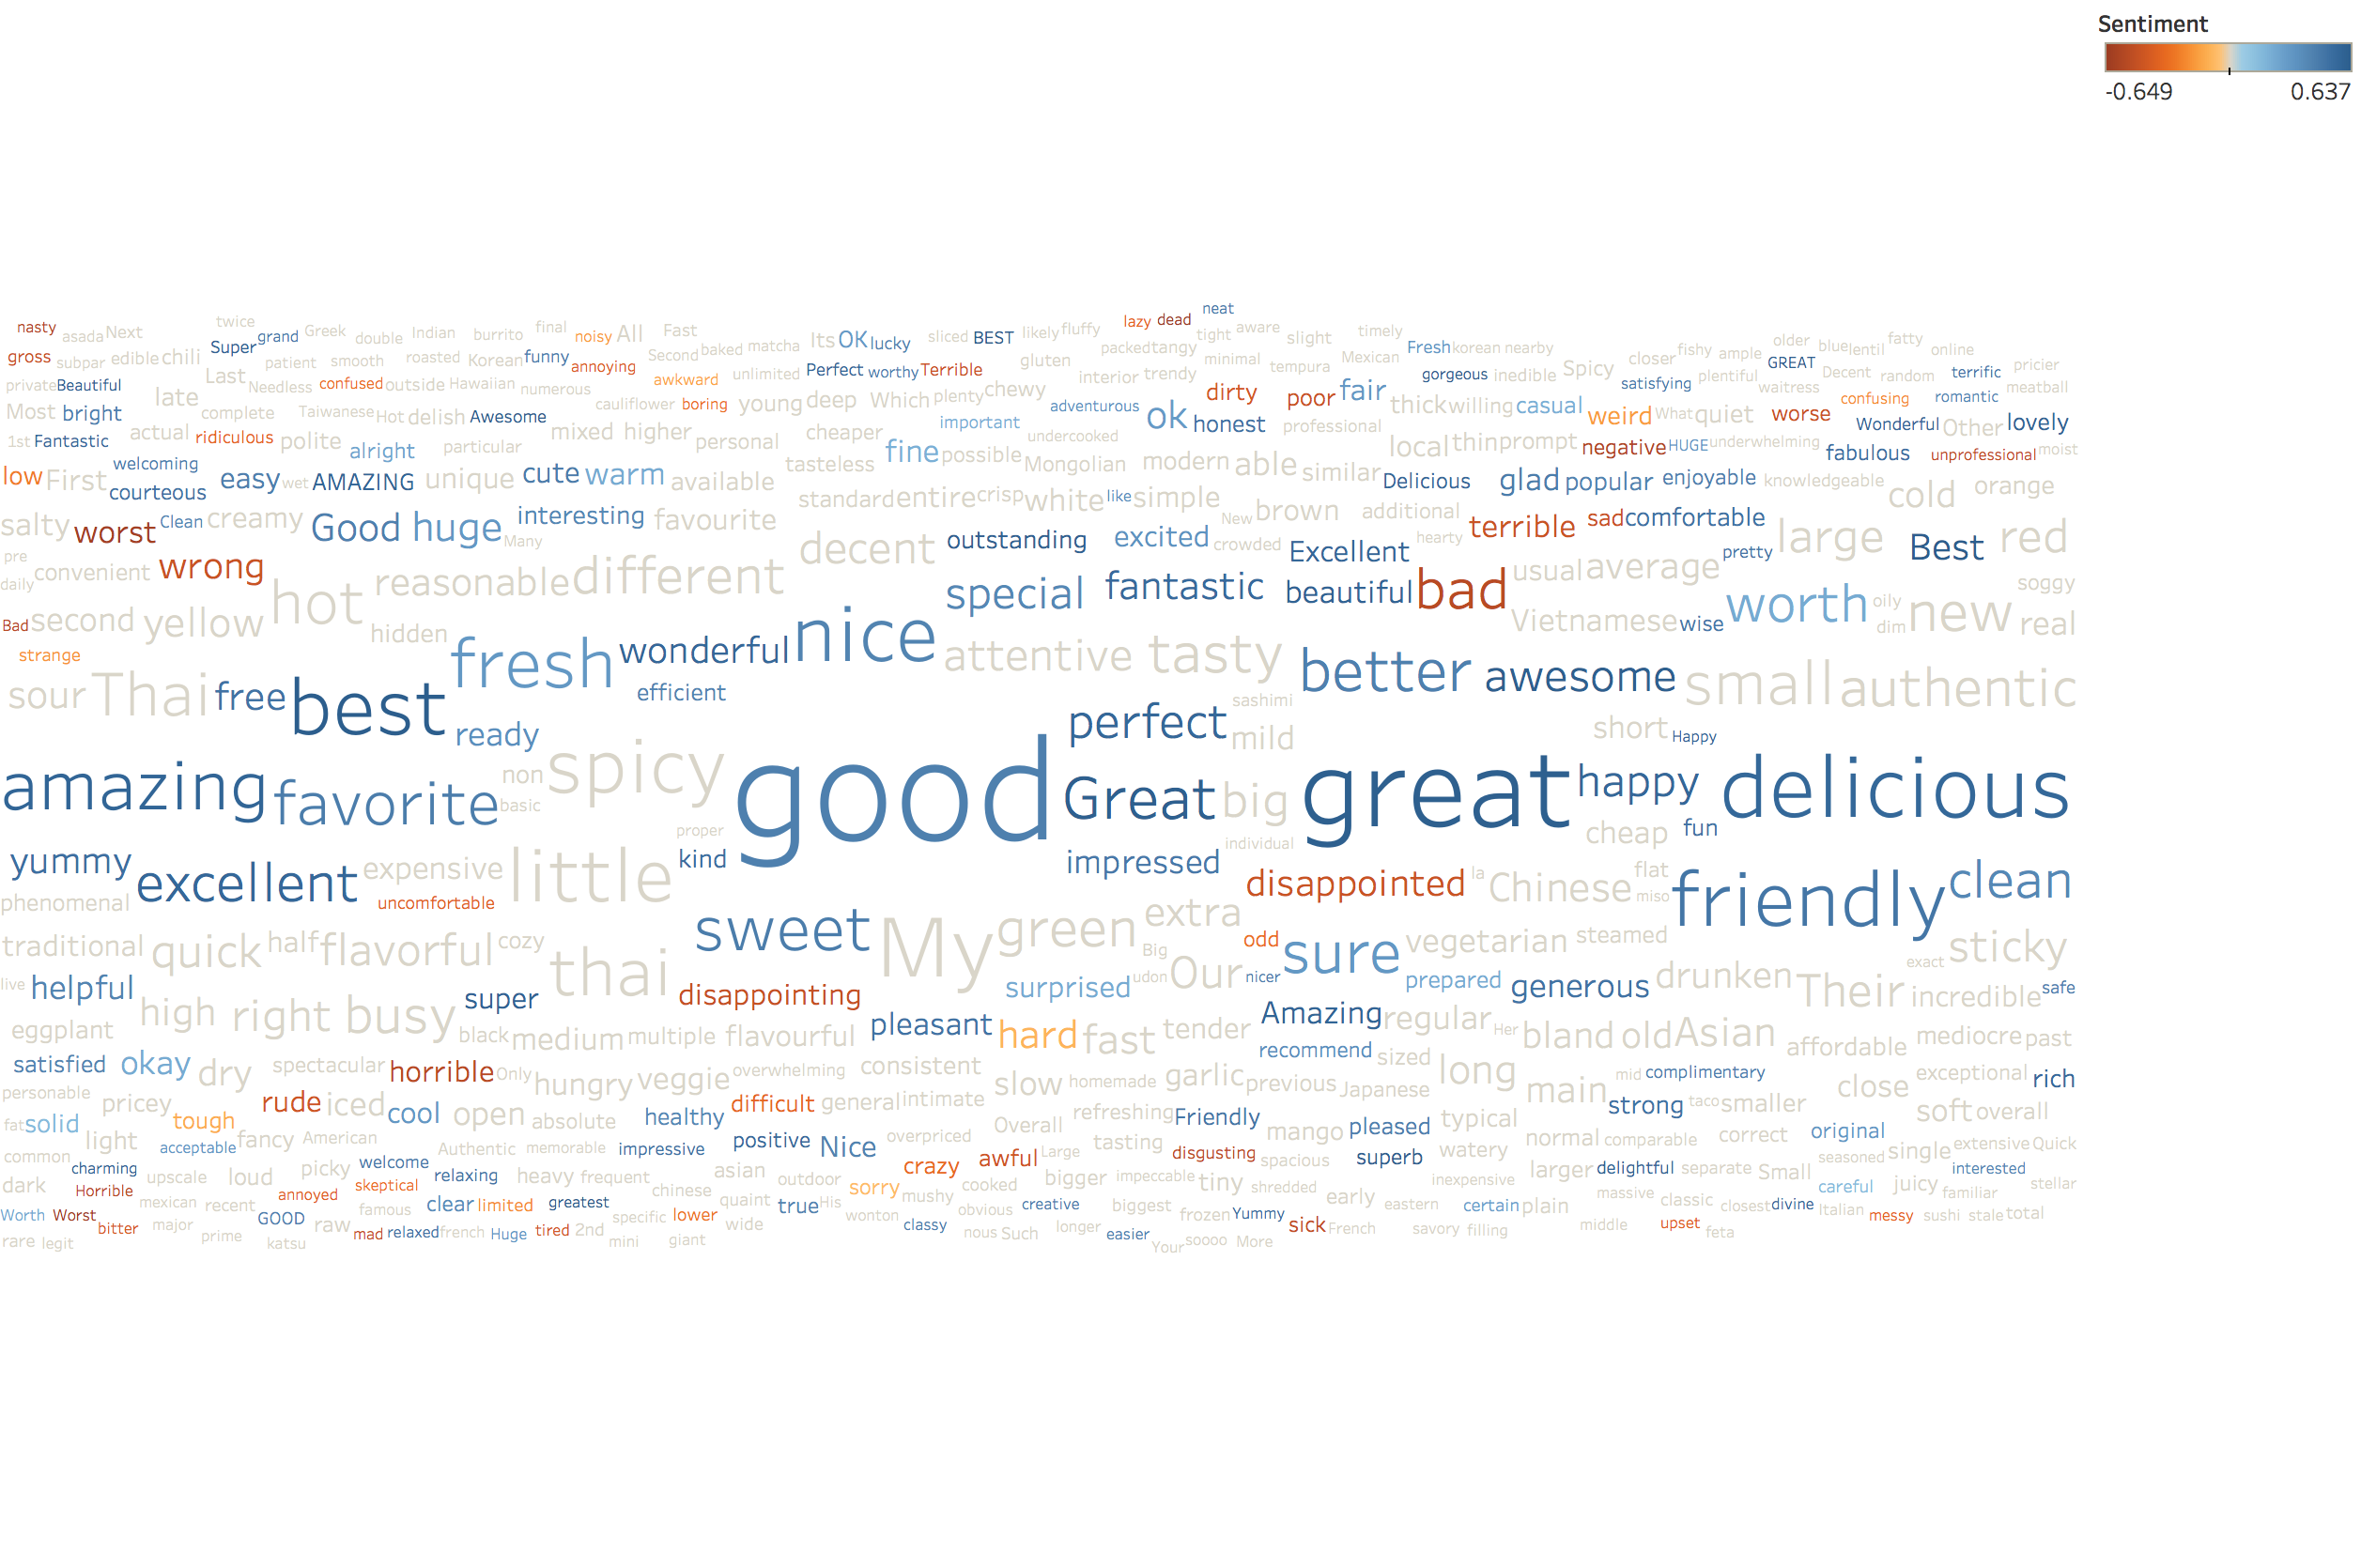 Sentiment
-0.649 0.637
neat
nasty asada Next twice grand Greek double Indian burrito final noisy All Fast Its OK lucky sliced BEST likely fluffy lazy dead tight aware slight timely
gross subpar edible chili Super patient smooth roasted Korean funny annoying Second baked matcha Perfect worthy Terrible gluten packed tangy minimal tempura Mexican Fresh korean nearby closer fishy ample older blue lentil fatty online
private Beautiful Last Needless confused outside Hawaiian numerous awkward unlimited plenty chewy interior trendy dirty poor fair gorgeous inedible Spicy satisfying plentiful GREAT waitress Decent random terrific pricier meatball
Most bright late complete Taiwanese Hot delish Awesome cauliflower boring young deep Which important adventurous ok honest professional thick willing casual weird What quiet worse confusing romantic
1st Fantastic actual ridiculous polite alright particular mixed higher personal cheaper fine possible undercooked local thin prompt negative HUGE underwhelming Wonderful Other lovely
low First welcoming courteous easy wet AMAZING unique cute warm available tasteless Mongolian modern able similar Delicious glad popular enjoyable knowledgeable fabulous unprofessional moist
salty worst Clean creamy Good huge Many interesting favourite standard entire crisp white like simple New brown additional terrible sad comfortable cold orange
pre daily convenient wrong hot reasonable different decent outstanding excited crowded Excellent hearty usual average pretty large Best red
Bad second yellow hidden special fantastic beautiful bad Vietnamese wise worth oily dim new soggy real
strange fresh wonderful nice attentive tasty better awesome small authentic
sour Thai free best efficient ready sashimi perfect mild short Happy
amazing favorite non basic spicy good Great big great happy delicious
yummy excellent expensive little proper kind impressed individual cheap fun
phenomenal uncomfortable disappointed la Chinese flat miso friendly clean
traditional quick half flavorful cozy thai sweet My green extra Big odd sure vegetarian steamed exact sticky
live helpful super disappointing surprised udon Our nicer prepared generous drunken Their incredible safe
eggplant high right busy black medium multiple flavourful pleasant hard fast tender Amazing regular Her bland old Asian affordable mediocre past
satisfied okay dry spectacular horrible Only hungry veggie overwhelming consistent slow homemade garlic recommend sized previous Japanese long main mid complimentary close exceptional rich
personable pricey tough rude iced cool open absolute healthy difficult general intimate refreshing Friendly strong taco smaller soft overall
fat solid light acceptable fancy American Authentic memorable impressive positive Nice overpriced Overall tasting mango pleased typical normal comparable correct original single extensive Quick
common charming upscale loud picky welcome relaxing heavy frequent asian outdoor crazy awful Large bigger impeccable disgusting spacious superb watery larger delightful separate Small seasoned interested
dark Horrible mexican recent annoyed skeptical famous clear limited greatest chinese quaint true His sorry mushy cooked obvious creative biggest tiny shredded early eastern inexpensive certain plain massive classic closest divine careful Italian juicy familiar stellar
Worth Worst bitter major prime GOOD raw mad relaxed french Huge tired 2nd specific lower wide wonton classy nous Such longer easier frozen Yummy sick French savory filling middle upset feta messy sushi stale total
rare legit katsu mini giant Your soooo More